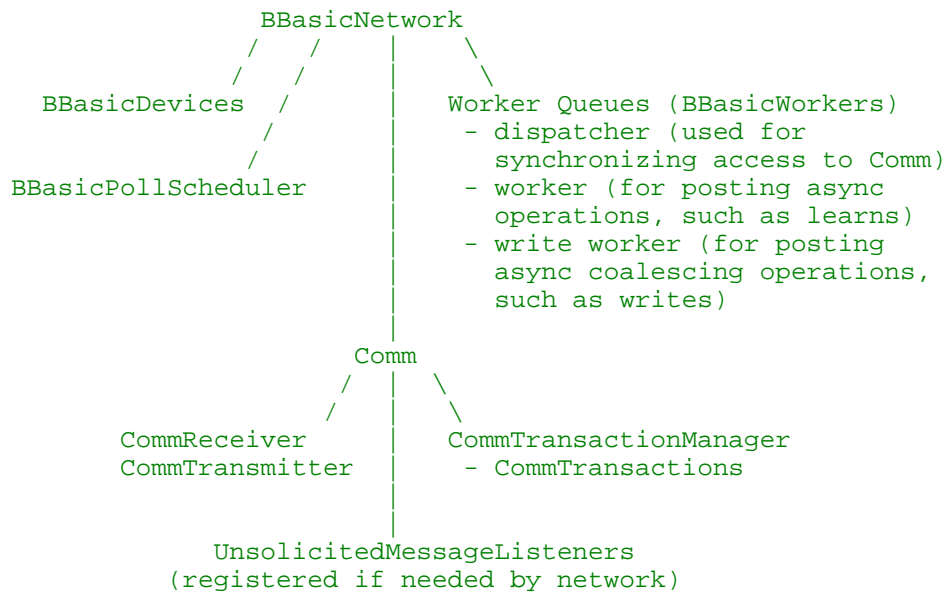 BBasicNetwork
BBasicDevices
Worker Queues (BBasicWorkers)
- dispatcher (used for
synchronizing access to Comm)
BBasicPollScheduler
- worker (for posting async
operations, such as learns)
- write worker (for posting
async coalescing operations,
such as writes)
Comm
CommReceiver
CommTransmitter
CommTransactionManager
- CommTransactions
UnsolicitedMessageListeners
(registered if needed by network)